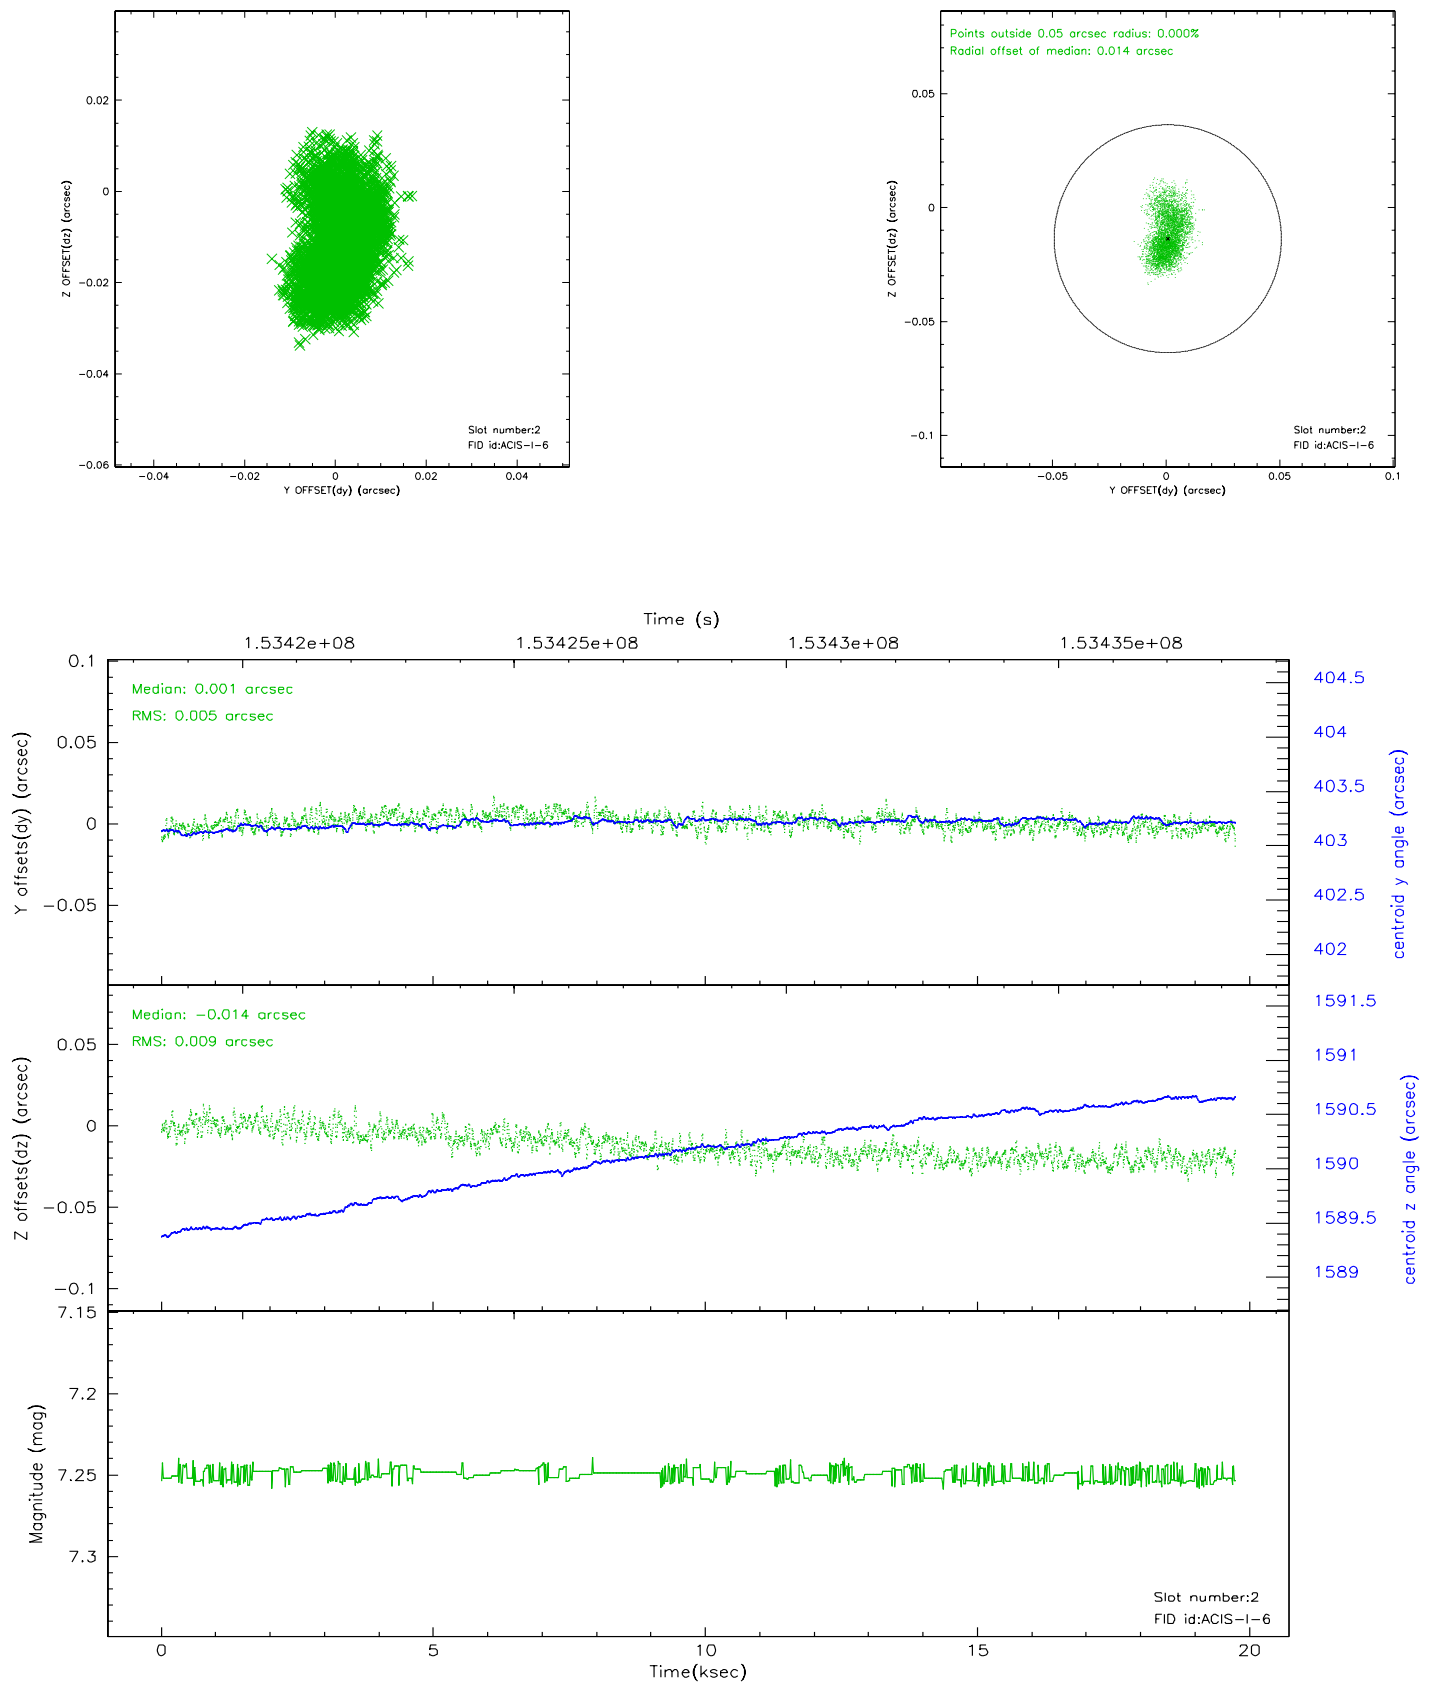 0.02
0
-0.02
-0.04
-0.06
Z OFFSET(dz) (arcsec)
Slot number:2
FID id:ACIS-I-6
-0.04 -0.02 0 0.02 0.04
Y OFFSET(dy) (arcsec)
Points outside 0.05 arcsec radius: 0.000%
Radial offset of median: 0.014 arcsec
0.05
0
-0.05
-0.1
Z OFFSET(dz) (arcsec)
Slot number:2
FID id:ACIS-I-6
-0.05 0 0.05 0.1
Y OFFSET(dy) (arcsec)
Time (s)
1.5342e+08 1.53425e+08 1.5343e+08 1.53435e+08
0.1
0.05
0
-0.05
Y offsets(dy) (arcsec)
Median: 0.001 arcsec
RMS: 0.005 arcsec
404.5
404
403.5
403
402.5
402
centroid y angle (arcsec)
0.05
0
-0.05
-0.1
Z offsets(dz) (arcsec)
Median: -0.014 arcsec
RMS: 0.009 arcsec
1591.5
1591
1590.5
1590
1589.5
1589
centroid z angle (arcsec)
7.15
7.2
7.25
7.3
Magnitude (mag)
Slot number:2
FID id:ACIS-I-6
0 5 10 15 20
Time(ksec)